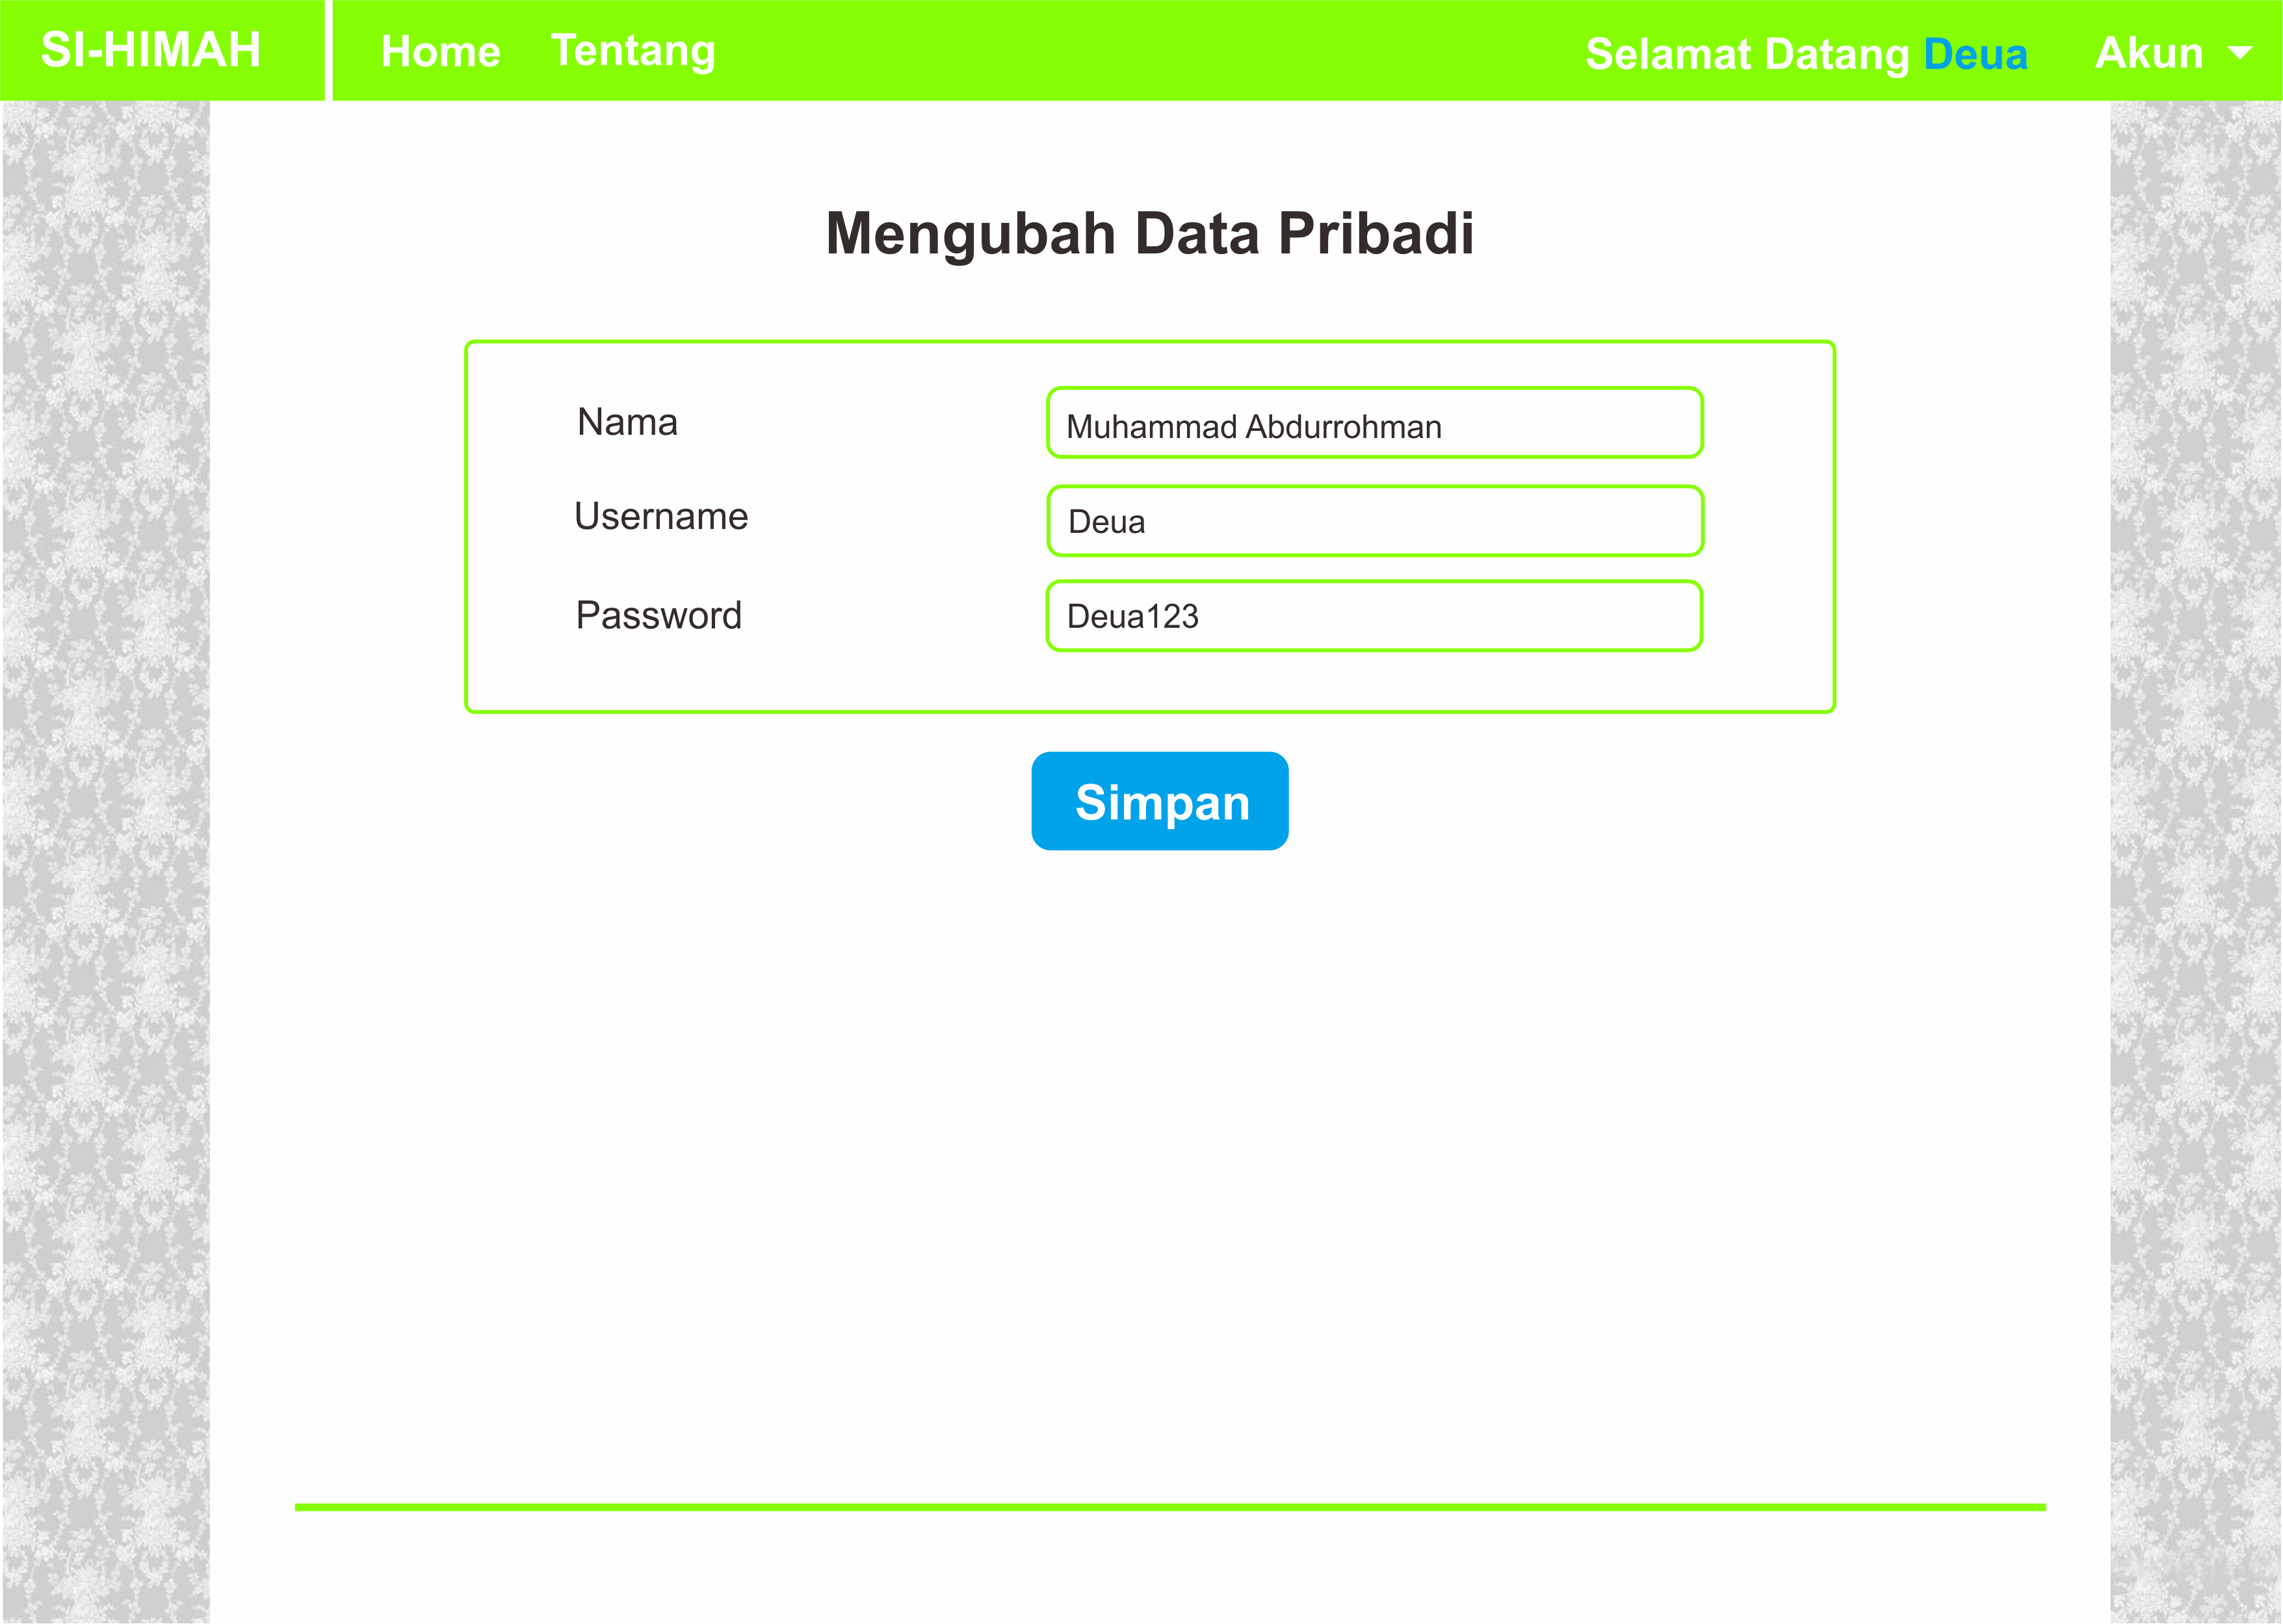 SI-HIMAH Home Tentang Selamat Datang Deua Akun
Mengubah Data Pribadi
Nama Muhammad Abdurrohman
Username Deua
Password Deua123
Simpan